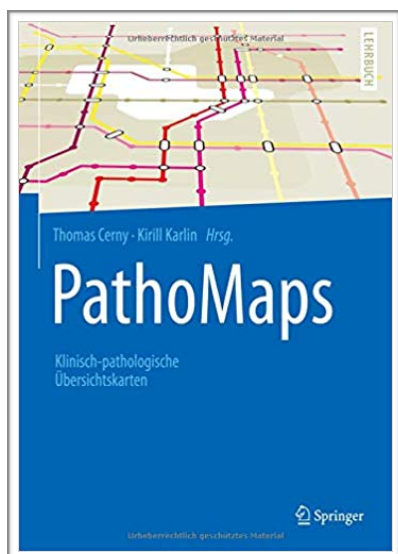 Urheberrechtlich geschütztes Material
LEHRBUCH
Thomas Cerny · Kirill Karlin Hrsg.
PathoMaps
Klinisch-pathologische
Übersichtskarten
Springer
Urheberrechtlich geschütztes Material